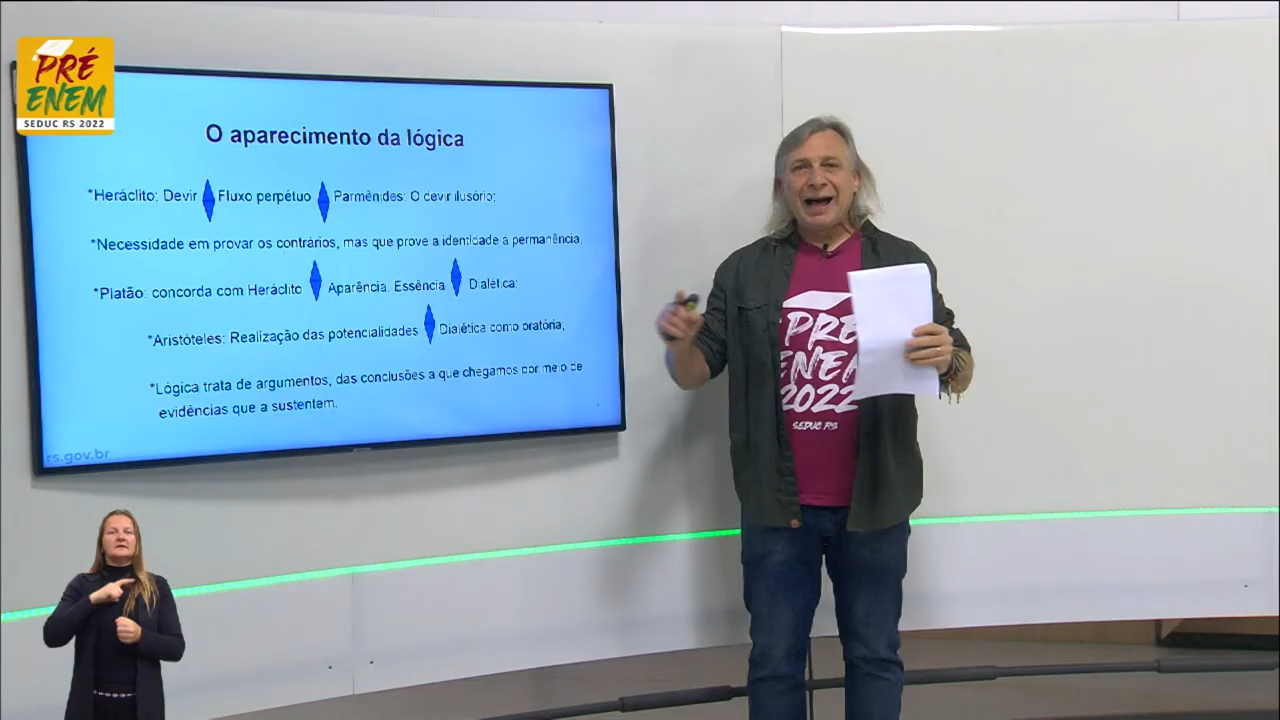 PRÉ
ENEM
SEDUC RS 2022
O aparecimento da lógica
*Heráclito: Devir Fluxo perpétuo Parmênides: O devir ilusório;
*Necessidade em provar os contrários, mas que prove a identidade à permanência.
*Platão: concorda com Heráclito Aparência. Essência Dialética:
*Aristóteles: Realização das potencialidades Dialética como oratória;
*Lógica trata de argumentos, das conclusões a que chegamos por meio de
evidências que a sustentem.
rs.gov.br
PRÉ
ENEM
2022
SEDUC RS